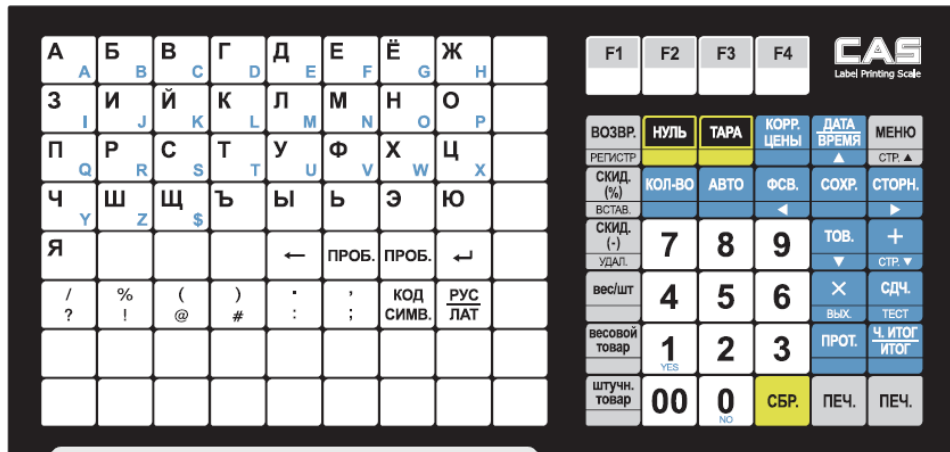 А A Б B В C Г D Д E Е F Ё G Ж H
З I И J Й K К L Л M М N Н O О P
П Q Р R С S Т T У U Ф V Х W Ц X
Ч Y Ш Z Щ $ Ъ Ы Ь Э Ю
Я ← ПРОБ. ПРОБ. ↵
/ % ( ) . , КОД РУС
? ! @ # : ; СИМВ. ЛАТ
F1 F2 F3 F4 CAS
Label Printing Scale
ВОЗВР. НУЛЬ ТАРА КОРР. ЦЕНЫ ДАТА ВРЕМЯ МЕНЮ
РЕГИСТР ▲ СТР. ▲
СКИД. (%) КОЛ-ВО АВТО ФСВ. СОХР. СТОРН.
ВСТАВ. ◀ ▶
СКИД. (-) 7 8 9 ТОВ. +
УДАЛ. ▼ СТР. ▼
вес/шт 4 5 6 × СДЧ.
ВЫХ. ТЕСТ
весовой товар 1 2 3 ПРОТ. Ч. ИТОГ ИТОГ
YES
штучн. товар 00 0 СБР. ПЕЧ. ПЕЧ.
NO